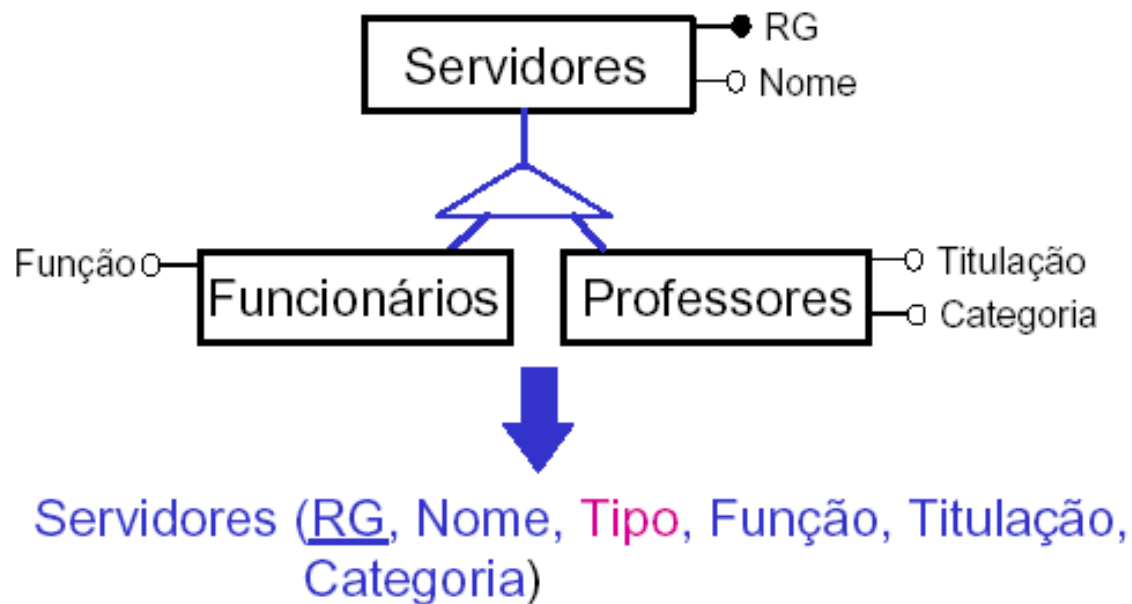 Servidores
RG
Nome
Função
Funcionários
Professores
Titulação
Categoria
Servidores (RG, Nome, Tipo, Função, Titulação,
Categoria)